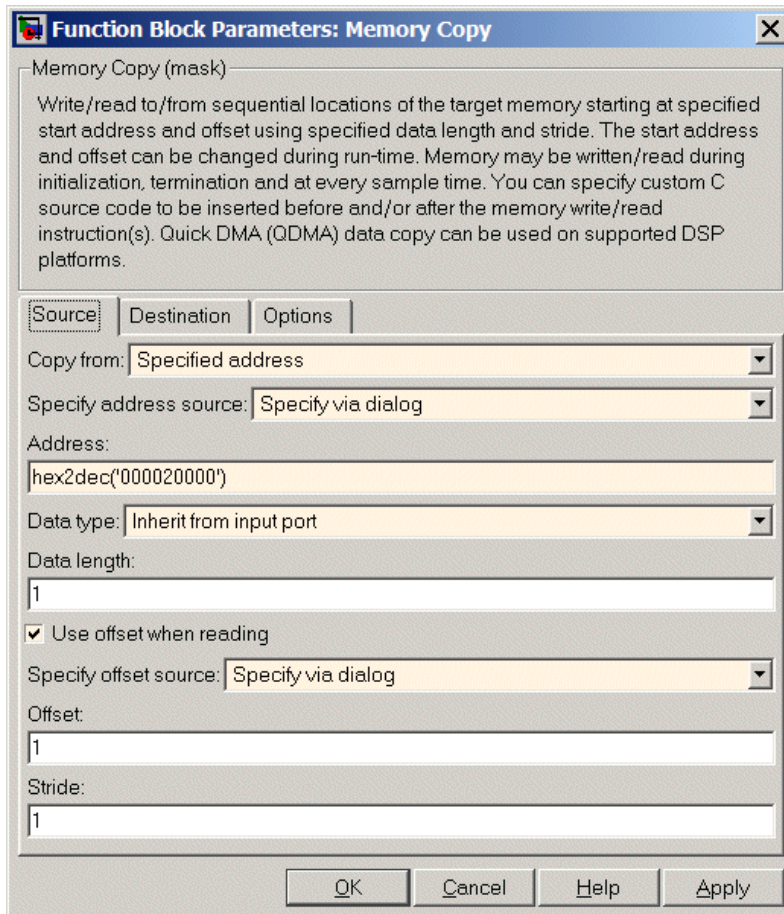 Function Block Parameters: Memory Copy
Memory Copy (mask)
Write/read to/from sequential locations of the target memory starting at specified
start address and offset using specified data length and stride. The start address
and offset can be changed during run-time. Memory may be written/read during
initialization, termination and at every sample time. You can specify custom C
source code to be inserted before and/or after the memory write/read
instruction(s). Quick DMA (QDMA) data copy can be used on supported DSP
platforms.
Source Destination Options
Copy from: Specified address
Specify address source: Specify via dialog
Address:
hex2dec('000020000')
Data type: Inherit from input port
Data length:
1
Use offset when reading
Specify offset source: Specify via dialog
Offset:
1
Stride:
1
OK Cancel Help Apply